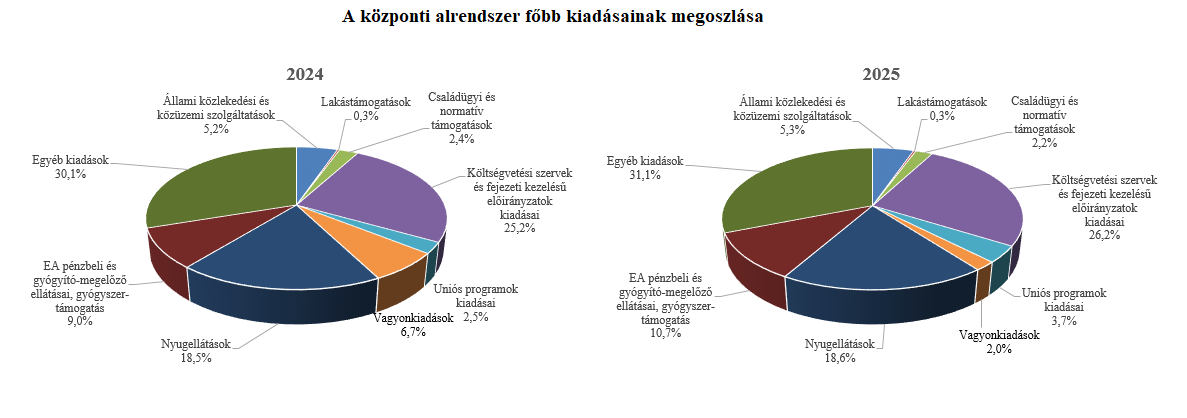 A központi alrendszer főbb kiadásainak megoszlása
2024
Állami közlekedési és
közüzemi szolgáltatások
5,2%
Lakástámogatások
0,3%
Családügyi és
normatív
támogatások
2,4%
Egyéb kiadások
30,1%
Költségvetési szervek
és fejezeti kezelésű
előirányzatok
kiadásai
25,2%
EA pénzbeli és
gyógyító-megelőző
ellátásai, gyógyszer-
támogatás
9,0%
Uniós programok
kiadásai
2,5%
Vagyonkiadások
6,7%
Nyugellátások
18,5%
2025
Állami közlekedési és
közüzemi szolgáltatások
5,3%
Lakástámogatások
0,3%
Családügyi és
normatív
támogatások
2,2%
Egyéb kiadások
31,1%
Költségvetési szervek
és fejezeti kezelésű
előirányzatok
kiadásai
26,2%
EA pénzbeli és
gyógyító-megelőző
ellátásai, gyógyszer-
támogatás
10,7%
Uniós programok
kiadásai
3,7%
Vagyonkiadások
2,0%
Nyugellátások
18,6%